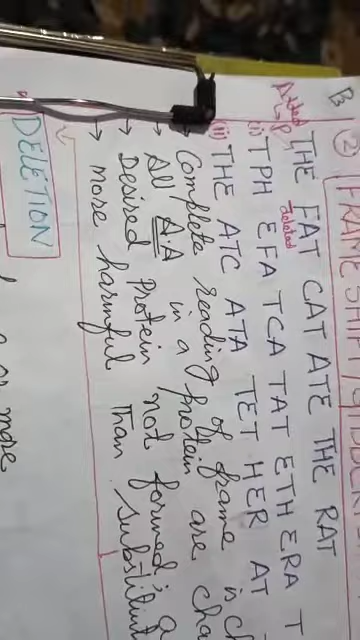 B
② FRAME SHIFT/
THE FAT CAT ATE THE RAT
Added P
deleted
(i) TPH EFA TCA TAT ETH ERA T
(ii) THE ATC ATA TET HER AT
Complete reading of frame is
→ All A.A in a protein are
→ Desired Protein not formed
→ more harmful Than
DELETION
or more